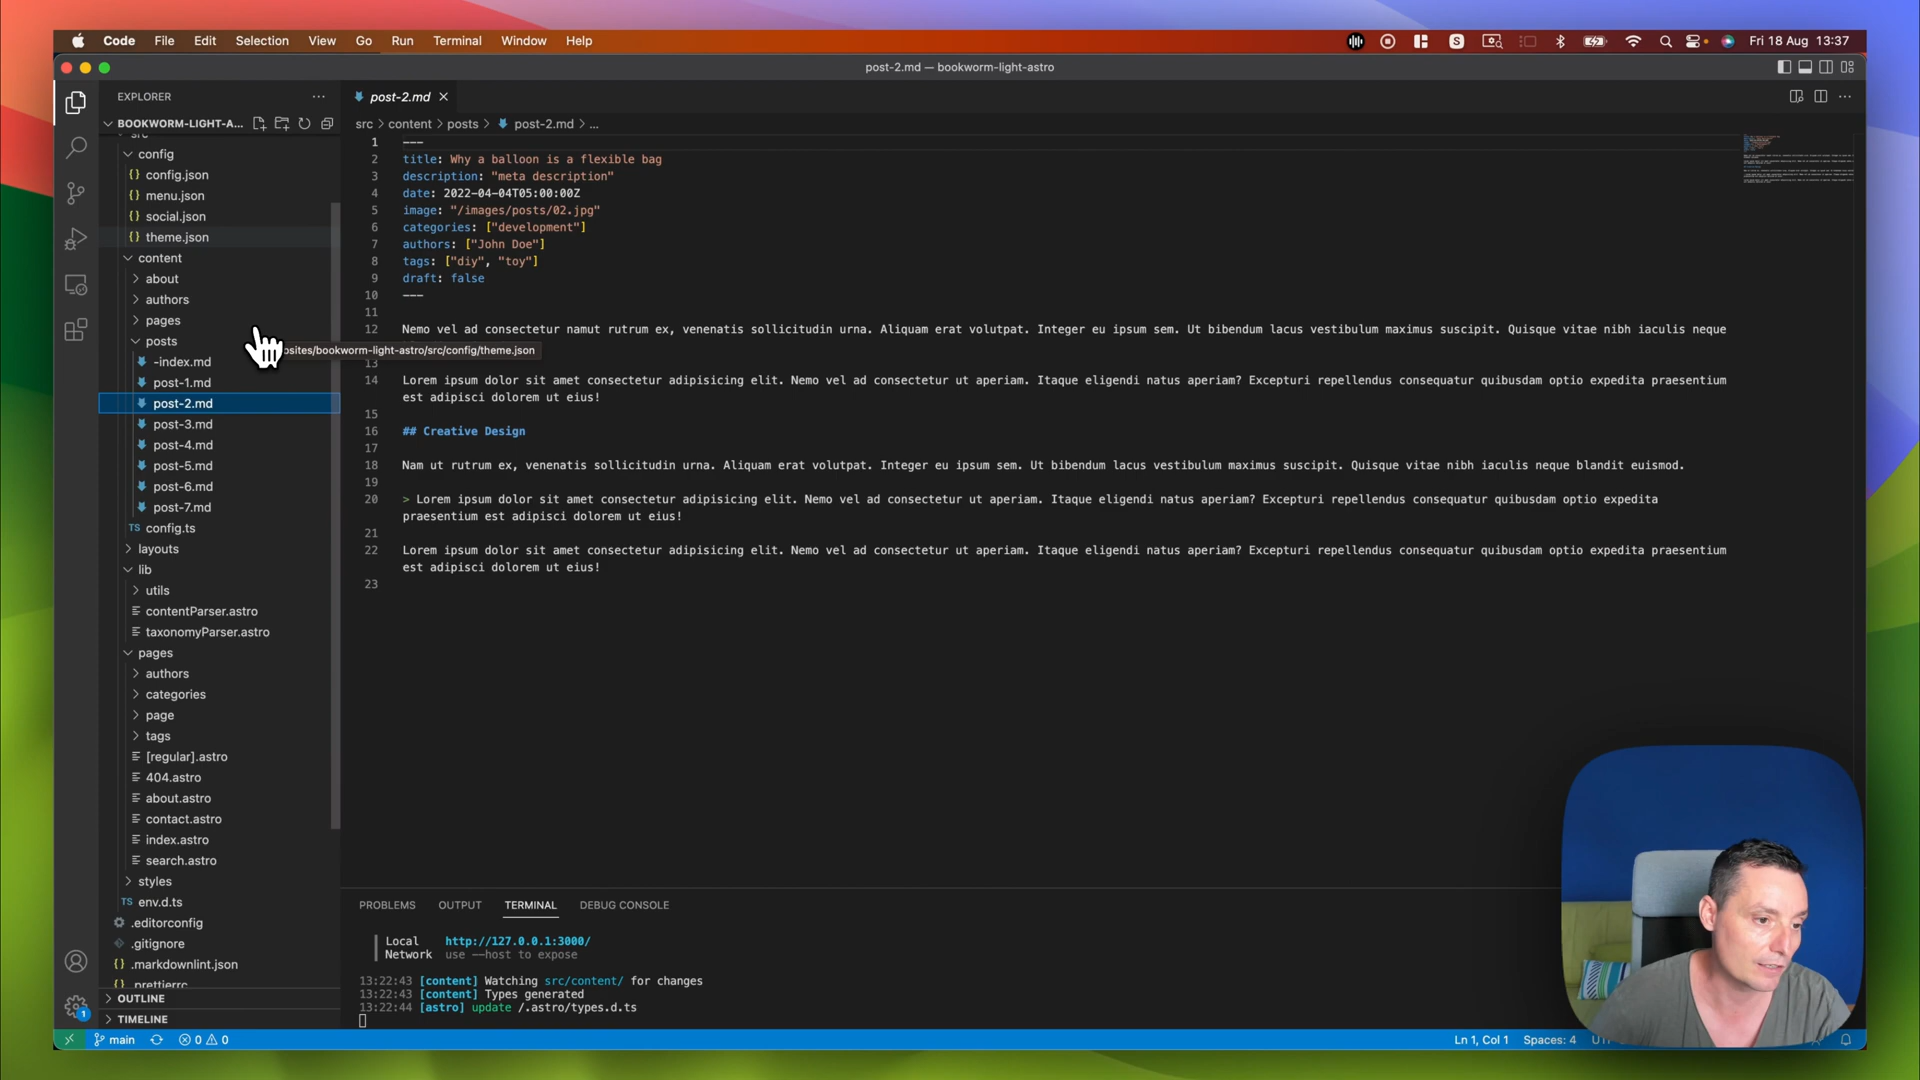 Code File Edit Selection View Go Run Terminal Window Help
S
Fri 18 Aug 13:37
post-2.md — bookworm-light-astro
EXPLORER
post-2.md
BOOKWORM-LIGHT-A...
src > content > posts > post-2.md > ...
src
config
config.json
menu.json
social.json
theme.json
content
about
authors
pages
posts
-index.md
post-1.md
post-2.md
post-3.md
post-4.md
post-5.md
post-6.md
post-7.md
TS config.ts
layouts
lib
utils
contentParser.astro
taxonomyParser.astro
pages
authors
categories
page
tags
[regular].astro
404.astro
about.astro
contact.astro
index.astro
search.astro
styles
TS env.d.ts
.editorconfig
.gitignore
.markdownlint.json
.prettierrc
OUTLINE
TIMELINE
1 ---
2 title: Why a balloon is a flexible bag
3 description: "meta description"
4 date: 2022-04-04T05:00:00Z
5 image: "/images/posts/02.jpg"
6 categories: ["development"]
7 authors: ["John Doe"]
8 tags: ["diy", "toy"]
9 draft: false
10 ---
11
12 Nemo vel ad consectetur namut rutrum ex, venenatis sollicitudin urna. Aliquam erat volutpat. Integer eu ipsum sem. Ut bibendum lacus vestibulum maximus suscipit. Quisque vitae nibh iaculis neque
osites/bookworm-light-astro/src/config/theme.json
13
14 Lorem ipsum dolor sit amet consectetur adipisicing elit. Nemo vel ad consectetur ut aperiam. Itaque eligendi natus aperiam? Excepturi repellendus consequatur quibusdam optio expedita praesentium
est adipisci dolorem ut eius!
15
16 ## Creative Design
17
18 Nam ut rutrum ex, venenatis sollicitudin urna. Aliquam erat volutpat. Integer eu ipsum sem. Ut bibendum lacus vestibulum maximus suscipit. Quisque vitae nibh iaculis neque blandit euismod.
19
20 > Lorem ipsum dolor sit amet consectetur adipisicing elit. Nemo vel ad consectetur ut aperiam. Itaque eligendi natus aperiam? Excepturi repellendus consequatur quibusdam optio expedita
praesentium est adipisci dolorem ut eius!
21
22 Lorem ipsum dolor sit amet consectetur adipisicing elit. Nemo vel ad consectetur ut aperiam. Itaque eligendi natus aperiam? Excepturi repellendus consequatur quibusdam optio expedita praesentium
est adipisci dolorem ut eius!
23
PROBLEMS OUTPUT TERMINAL DEBUG CONSOLE
Local http://127.0.0.1:3000/
Network use --host to expose
13:22:43 [content] Watching src/content/ for changes
13:22:43 [content] Types generated
13:22:44 [astro] update /.astro/types.d.ts
1
main 0 0
Ln 1, Col 1 Spaces: 4